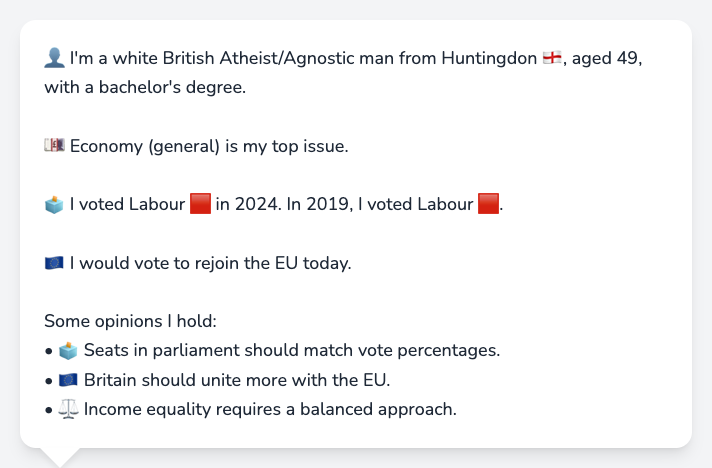 👤 I'm a white British Atheist/Agnostic man from Huntingdon 🏴󠁧󠁢󠁥󠁮󠁧󠁿, aged 49,
with a bachelor's degree.
💷 Economy (general) is my top issue.
🗳️ I voted Labour 🟥 in 2024. In 2019, I voted Labour 🟥.
🇪🇺 I would vote to rejoin the EU today.
Some opinions I hold:
• 🗳️ Seats in parliament should match vote percentages.
• 🇪🇺 Britain should unite more with the EU.
• ⚖️ Income equality requires a balanced approach.